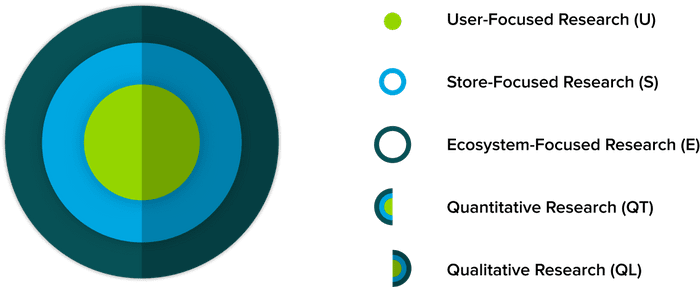 User-Focused Research (U)
Store-Focused Research (S)
Ecosystem-Focused Research (E)
Quantitative Research (QT)
Qualitative Research (QL)